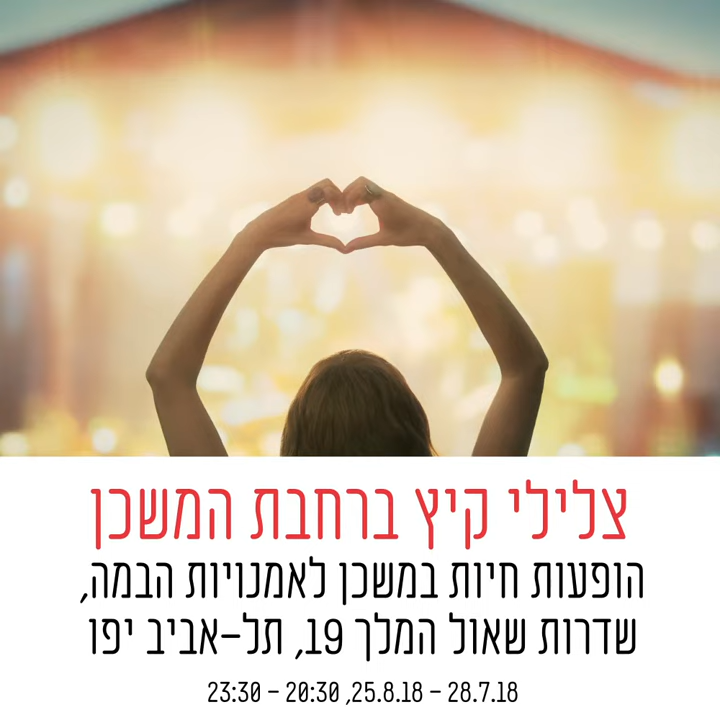 צלילי קיץ ברחבת המשכן
הופעות חיות במשכן לאמנויות הבמה,
שדרות שאול המלך 19, תל-אביב יפו
28.7.18 - 25.8.18, 20:30 - 23:30